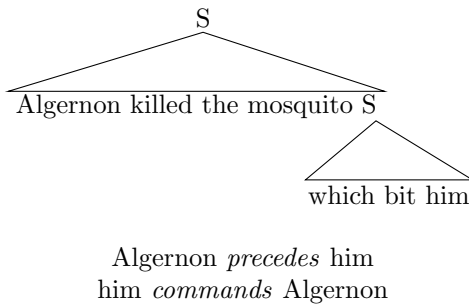 S
Algernon killed the mosquito S
which bit him
Algernon precedes him
him commands Algernon